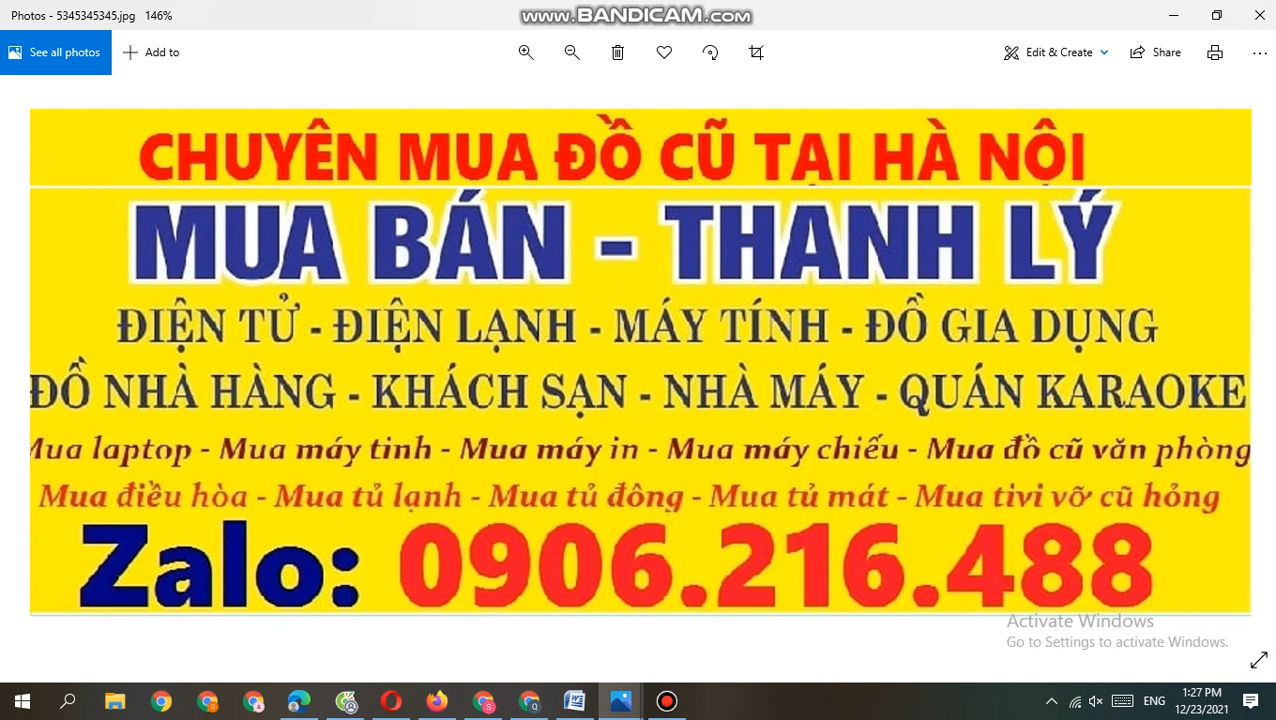 Photos - 5345345345.jpg 146%
www.BANDICAM.com
See all photos
Add to
Edit & Create
Share
CHUYÊN MUA ĐỒ CŨ TẠI HÀ NỘI
MUA BÁN - THANH LÝ
ĐIỆN TỬ - ĐIỆN LẠNH - MÁY TÍNH - ĐỒ GIA DỤNG
ĐỒ NHÀ HÀNG - KHÁCH SẠN - NHÀ MÁY - QUÁN KARAOKE
Mua laptop - Mua máy tinh - Mua máy in - Mua máy chiếu - Mua đồ cũ văn phòng
Mua điều hòa - Mua tủ lạnh - Mua tủ đông - Mua tủ mát - Mua tivi vỡ cũ hỏng
Zalo: 0906.216.488
Activate Windows
Go to Settings to activate Windows.
ENG
1:27 PM
12/23/2021